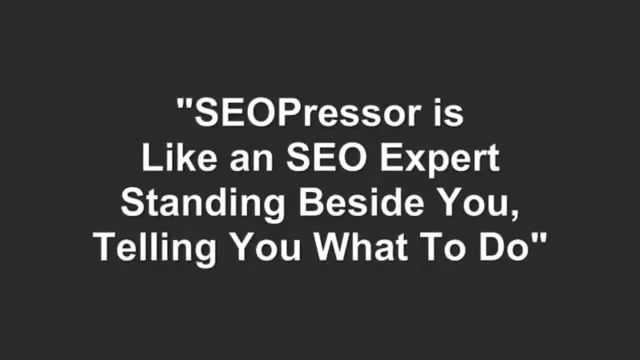 "SEOPressor is
Like an SEO Expert
Standing Beside You,
Telling You What To Do"